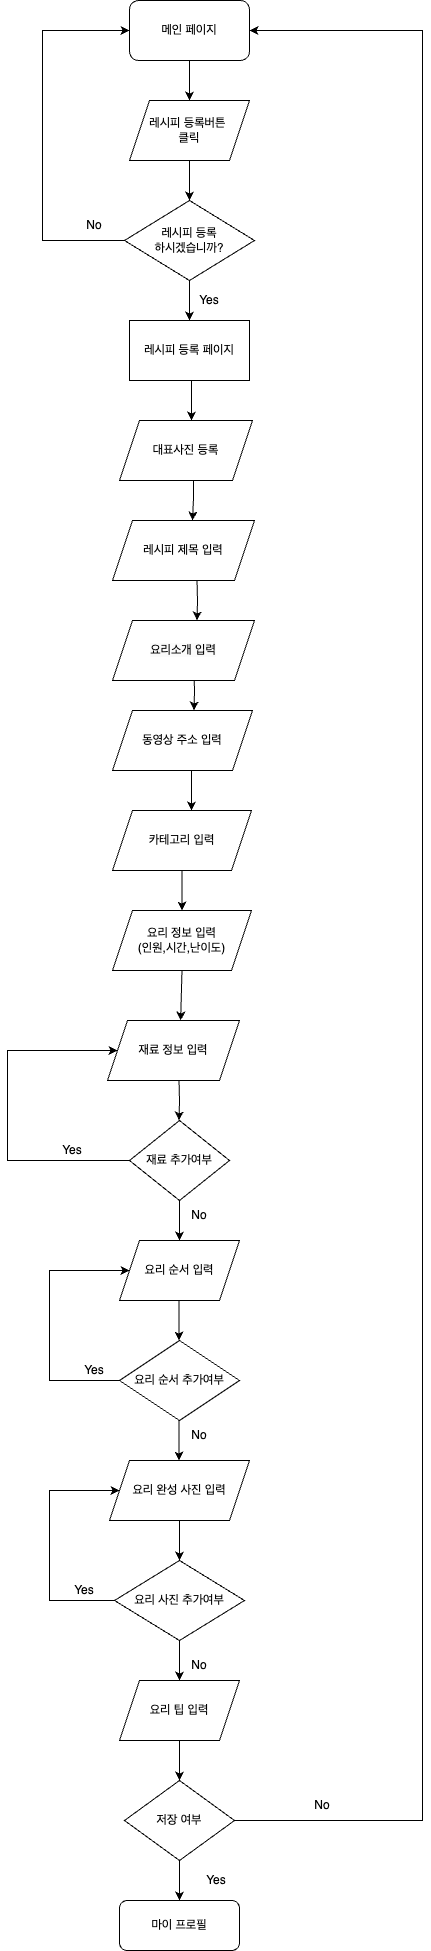 메인 페이지
레시피 등록버튼
클릭
레시피 등록
하시겠습니까?
No
Yes
레시피 등록 페이지
대표사진 등록
레시피 제목 입력
요리소개 입력
동영상 주소 입력
카테고리 입력
요리 정보 입력
(인원,시간,난이도)
재료 정보 입력
Yes
재료 추가여부
No
요리 순서 입력
Yes
요리 순서 추가여부
No
요리 완성 사진 입력
Yes
요리 사진 추가여부
No
요리 팁 입력
No
저장 여부
Yes
마이 프로필